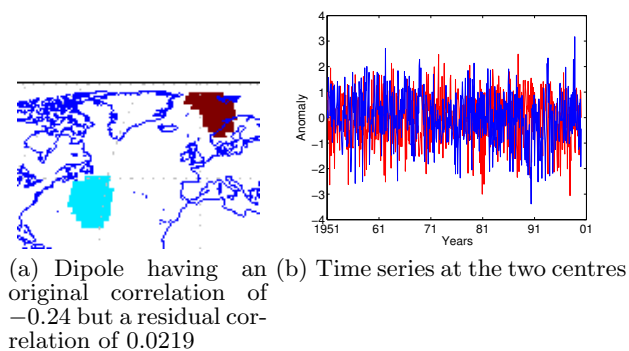 4
3
2
1
0
−1
−2
−3
−4
Anomaly
1951 61 71 81 91 01
Years
(a) Dipole having an
original correlation of
−0.24 but a residual cor-
relation of 0.0219
(b) Time series at the two centres